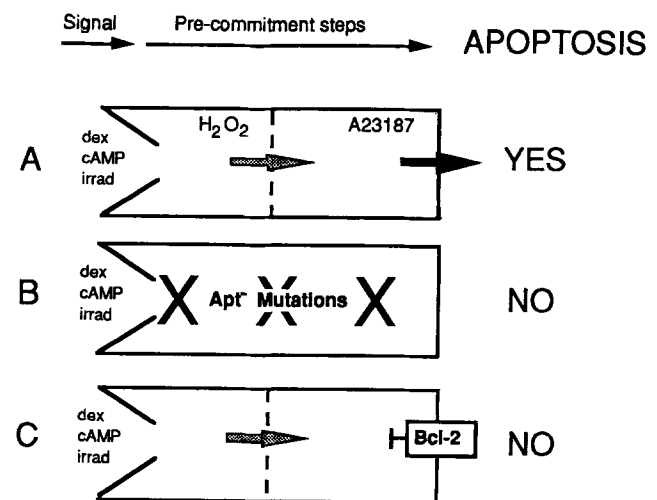 Signal
Pre-commitment steps
APOPTOSIS
A
dex
cAMP
irrad
H₂O₂
A23187
YES
B
dex
cAMP
irrad
Apt⁻ Mutations
NO
C
dex
cAMP
irrad
Bcl-2
NO